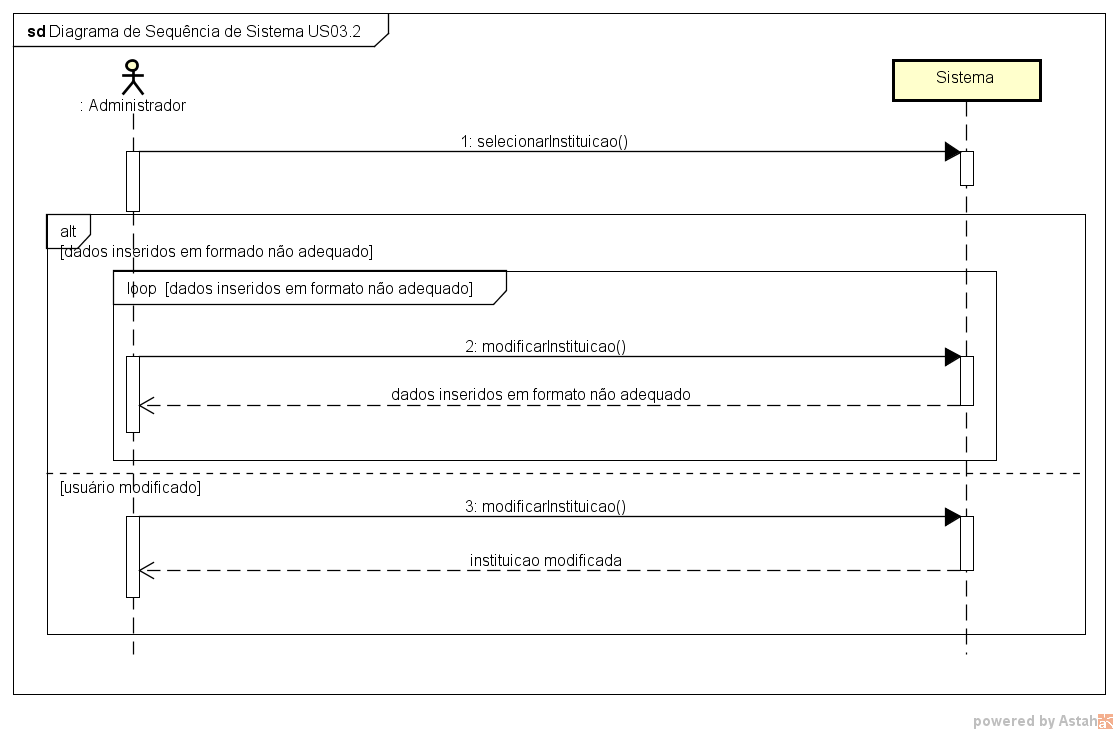 sd Diagrama de Sequência de Sistema US03.2
: Administrador
Sistema
1: selecionarInstituicao()
alt
[dados inseridos em formado não adequado]
loop [dados inseridos em formato não adequado]
2: modificarInstituicao()
dados inseridos em formato não adequado
[usuário modificado]
3: modificarInstituicao()
instituicao modificada
powered by Astah